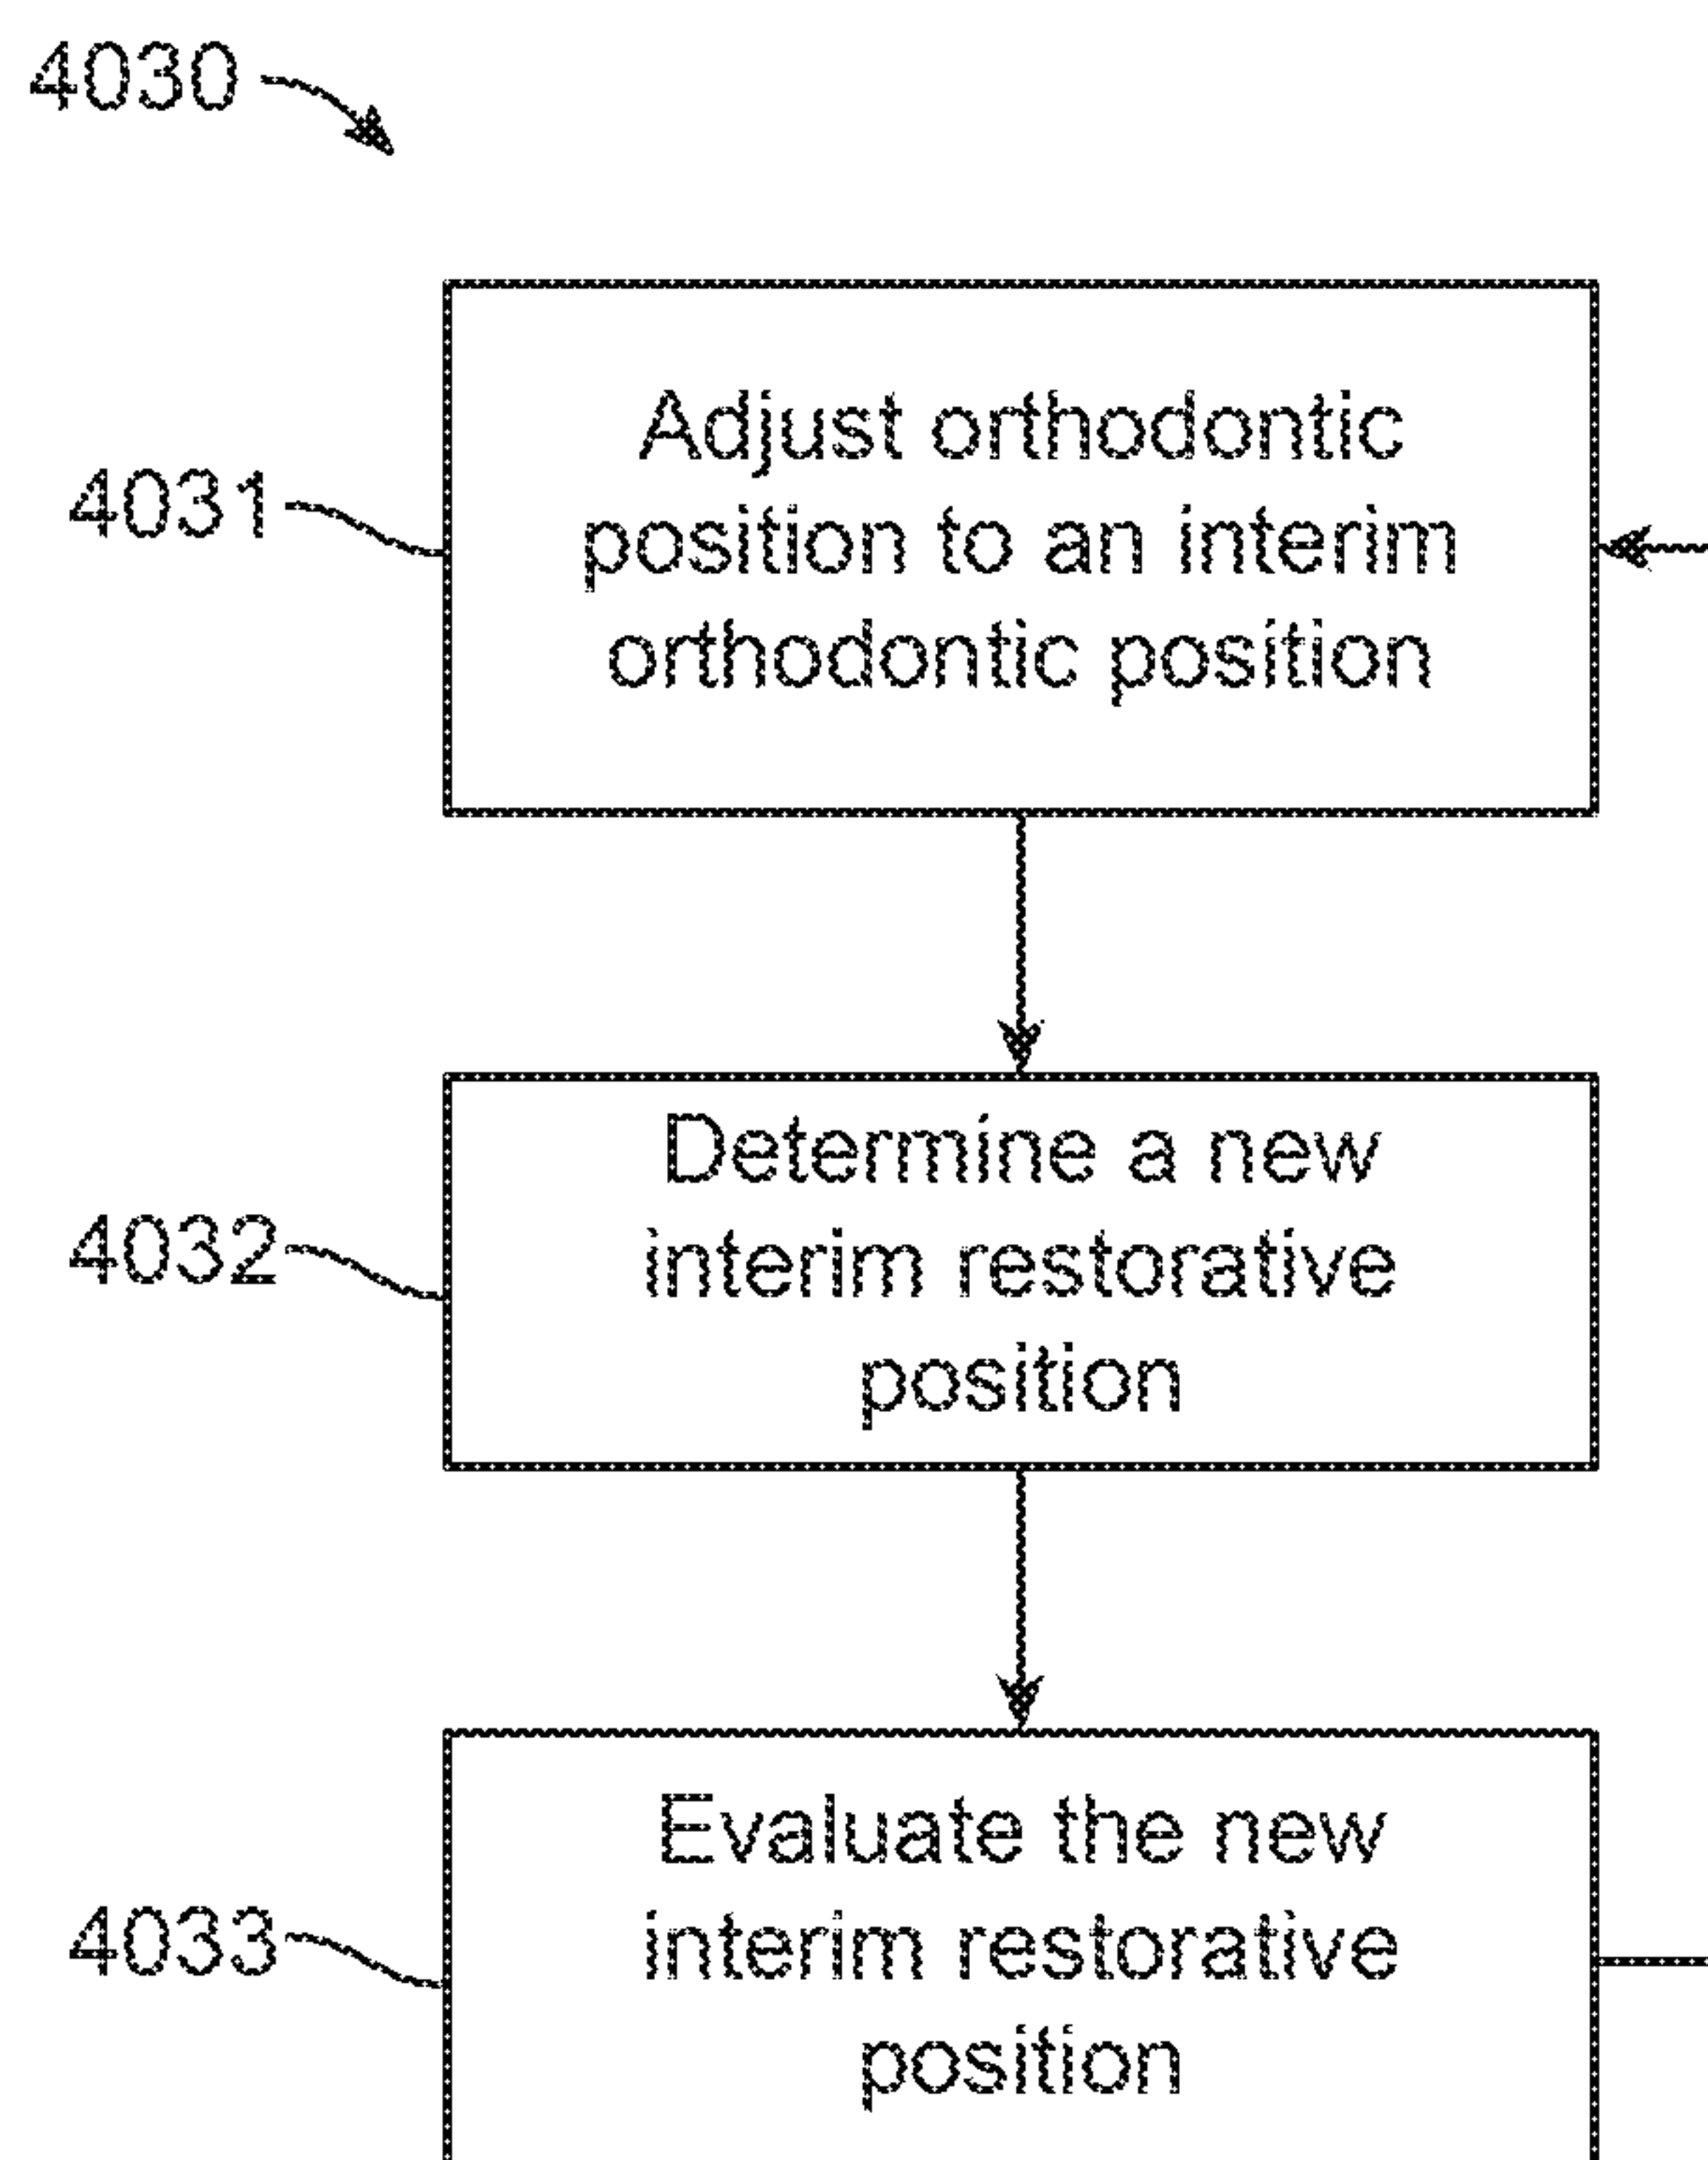 4030
4031
Adjust orthodontic
position to an interim
orthodontic position
4032
Determine a new
interim restorative
position
4033
Evaluate the new
interim restorative
position